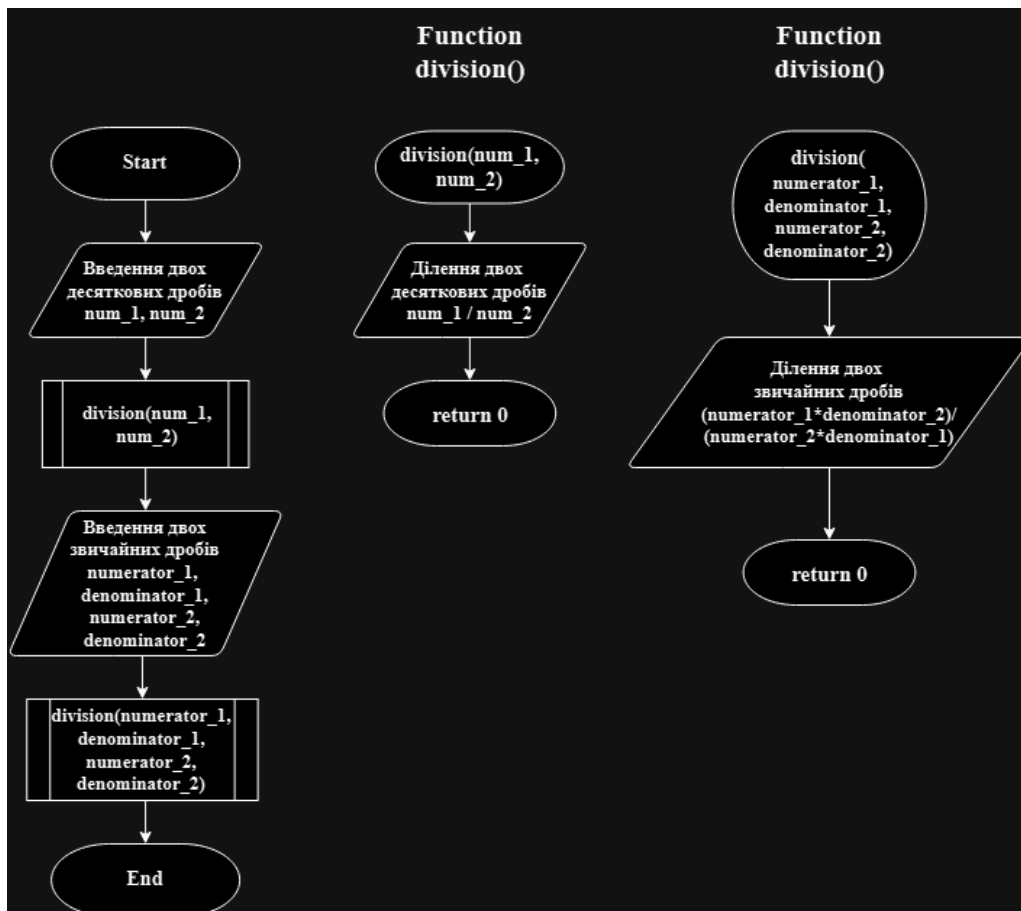 Start
Введення двох
десяткових дробів
num_1, num_2
division(num_1,
num_2)
Введення двох
звичайних дробів
numerator_1,
denominator_1,
numerator_2,
denominator_2
division(numerator_1,
denominator_1,
numerator_2,
denominator_2)
End
Function
division()
division(num_1,
num_2)
Ділення двох
десяткових дробів
num_1 / num_2
return 0
Function
division()
division(
numerator_1,
denominator_1,
numerator_2,
denominator_2)
Ділення двох
звичайних дробів
(numerator_1*denominator_2)/
(numerator_2*denominator_1)
return 0